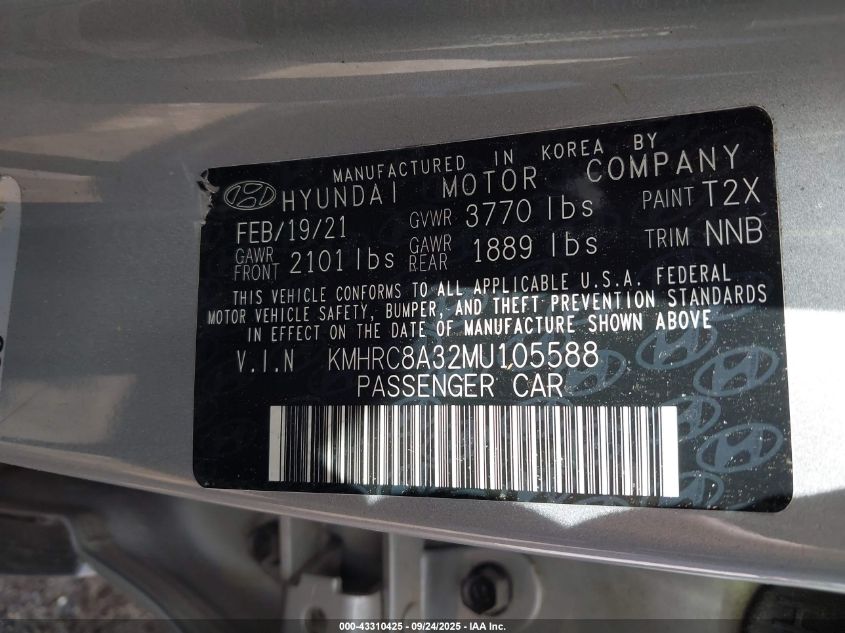 MANUFACTURED IN KOREA BY
HYUNDAI MOTOR COMPANY
FEB/19/21 GVWR 3770 lbs PAINT T2X
GAWR FRONT 2101 lbs GAWR REAR 1889 lbs TRIM NNB
THIS VEHICLE CONFORMS TO ALL APPLICABLE U.S.A. FEDERAL
MOTOR VEHICLE SAFETY, BUMPER, AND THEFT PREVENTION STANDARDS
IN EFFECT ON THE DATE OF MANUFACTURE SHOWN ABOVE
V.I.N KMHRC8A32MU105588
PASSENGER CAR
000-43310425 - 09/24/2025 - IAA Inc.